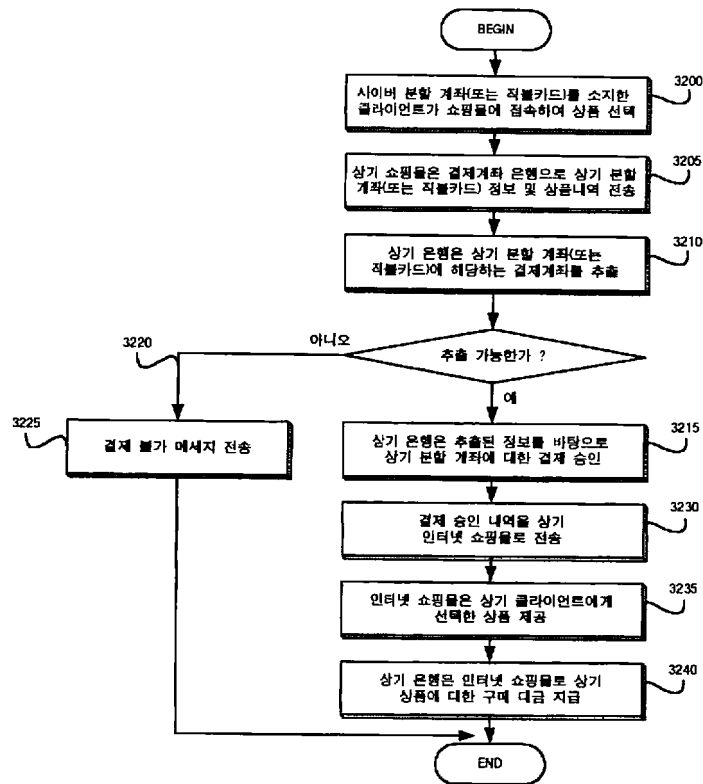 BEGIN
3200
사이버 분할 계좌(또는 직불카드)를 소지한
클라이언트가 쇼핑몰에 접속하여 상품 선택
3205
상기 쇼핑몰은 결제계좌 은행으로 상기 분할
계좌(또는 직불카드) 정보 및 상품내역 전송
3210
상기 은행은 상기 분할 계좌(또는
직불카드)에 해당하는 결제계좌를 추출
3220
아니오
추출 가능한가 ?
예
3225
결제 불가 메세지 전송
3215
상기 은행은 추출된 정보를 바탕으로
상기 분할 계좌에 대한 결제 승인
3230
결제 승인 내역을 상기
인터넷 쇼핑몰로 전송
3235
인터넷 쇼핑몰은 상기 클라이언트에게
선택한 상품 제공
3240
상기 은행은 인터넷 쇼핑몰로 상기
상품에 대한 구매 대금 지급
END